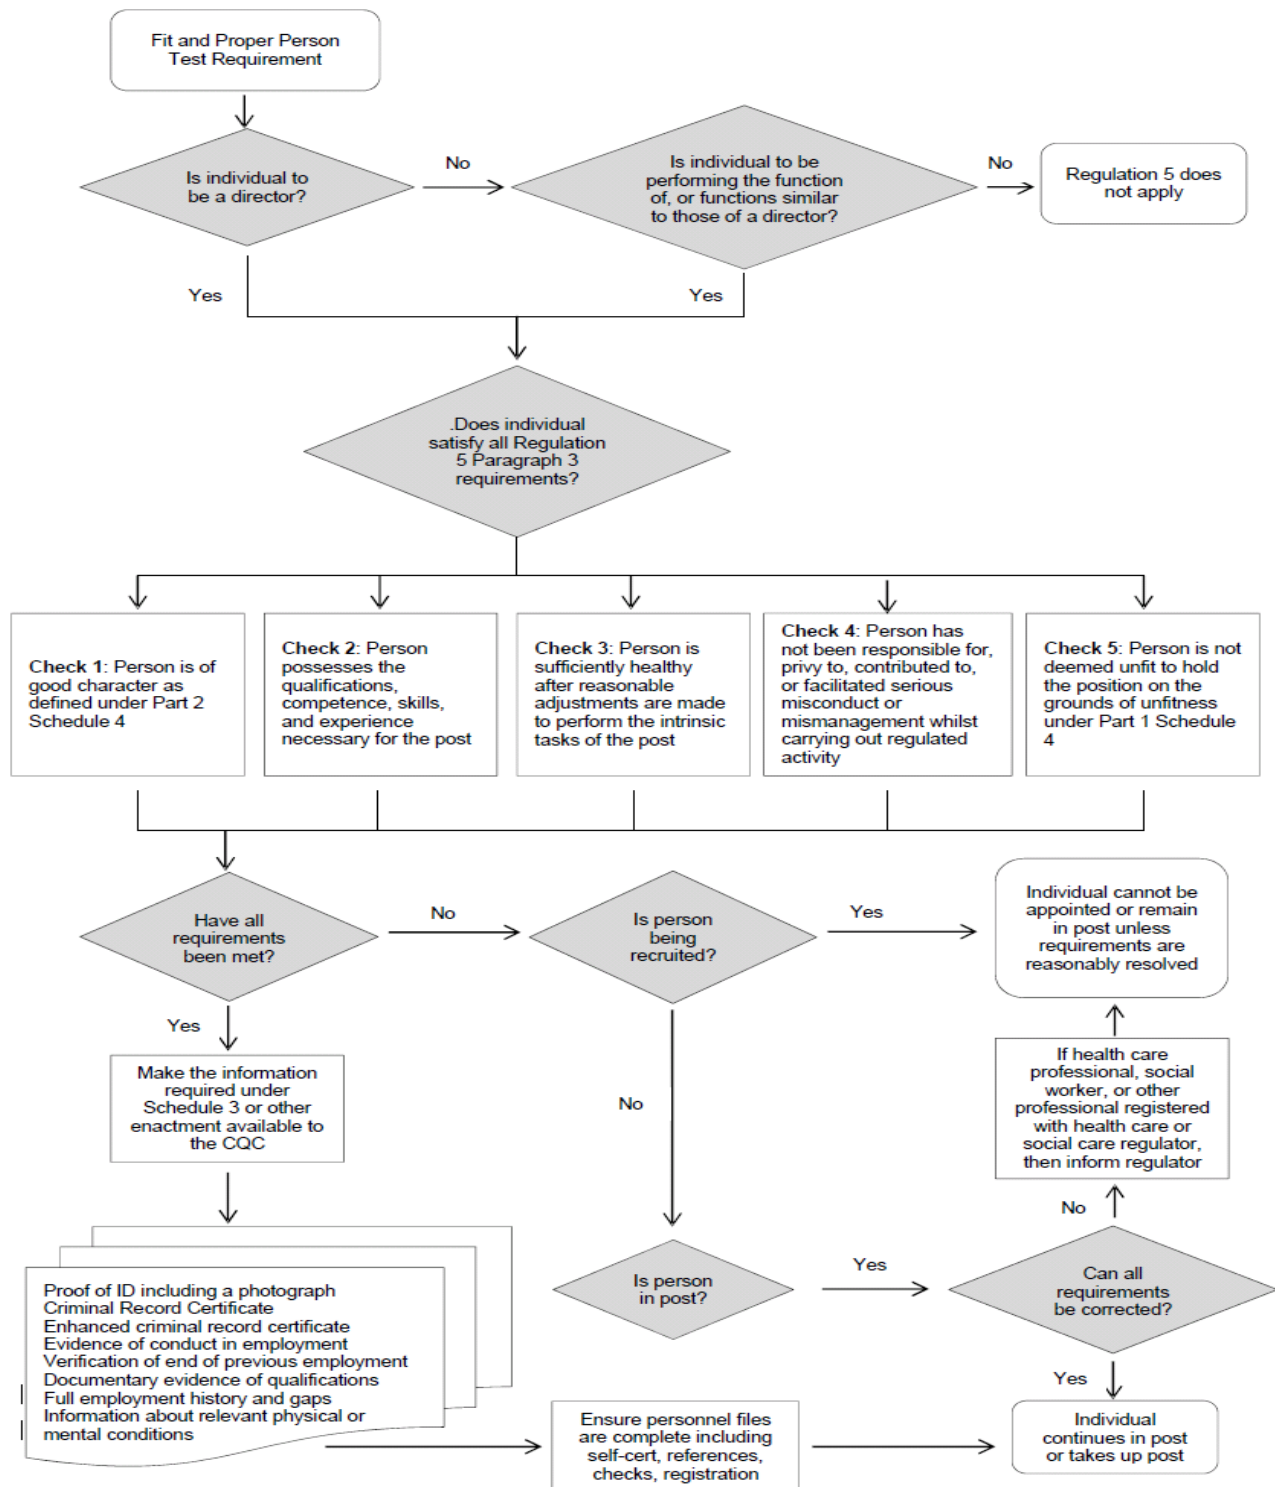 Fit and Proper Person
Test Requirement
Is individual to
be a director?
No
Is individual to be
performing the function
of, or functions similar
to those of a director?
No
Regulation 5 does
not apply
Yes
Yes
.Does individual
satisfy all Regulation
5 Paragraph 3
requirements?
Check 1: Person is of
good character as
defined under Part 2
Schedule 4
Check 2: Person
possesses the
qualifications,
competence, skills,
and experience
necessary for the post
Check 3: Person is
sufficiently healthy
after reasonable
adjustments are made
to perform the intrinsic
tasks of the post
Check 4: Person has
not been responsible for,
privy to, contributed to,
or facilitated serious
misconduct or
mismanagement whilst
carrying out regulated
activity
Check 5: Person is not
deemed unfit to hold
the position on the
grounds of unfitness
under Part 1 Schedule
4
Have all
requirements
been met?
No
Is person
being
recruited?
Yes
Individual cannot be
appointed or remain
in post unless
requirements are
reasonably resolved
Yes
Make the information
required under
Schedule 3 or other
enactment available to
the CQC
No
If health care
professional, social
worker, or other
professional registered
with health care or
social care regulator,
then inform regulator
No
Is person
in post?
Yes
Can all
requirements
be corrected?
Proof of ID including a photograph
Criminal Record Certificate
Enhanced criminal record certificate
Evidence of conduct in employment
Verification of end of previous employment
Documentary evidence of qualifications
Full employment history and gaps
Information about relevant physical or
mental conditions
Yes
Ensure personnel files
are complete including
self-cert, references,
checks, registration
Individual
continues in post
or takes up post